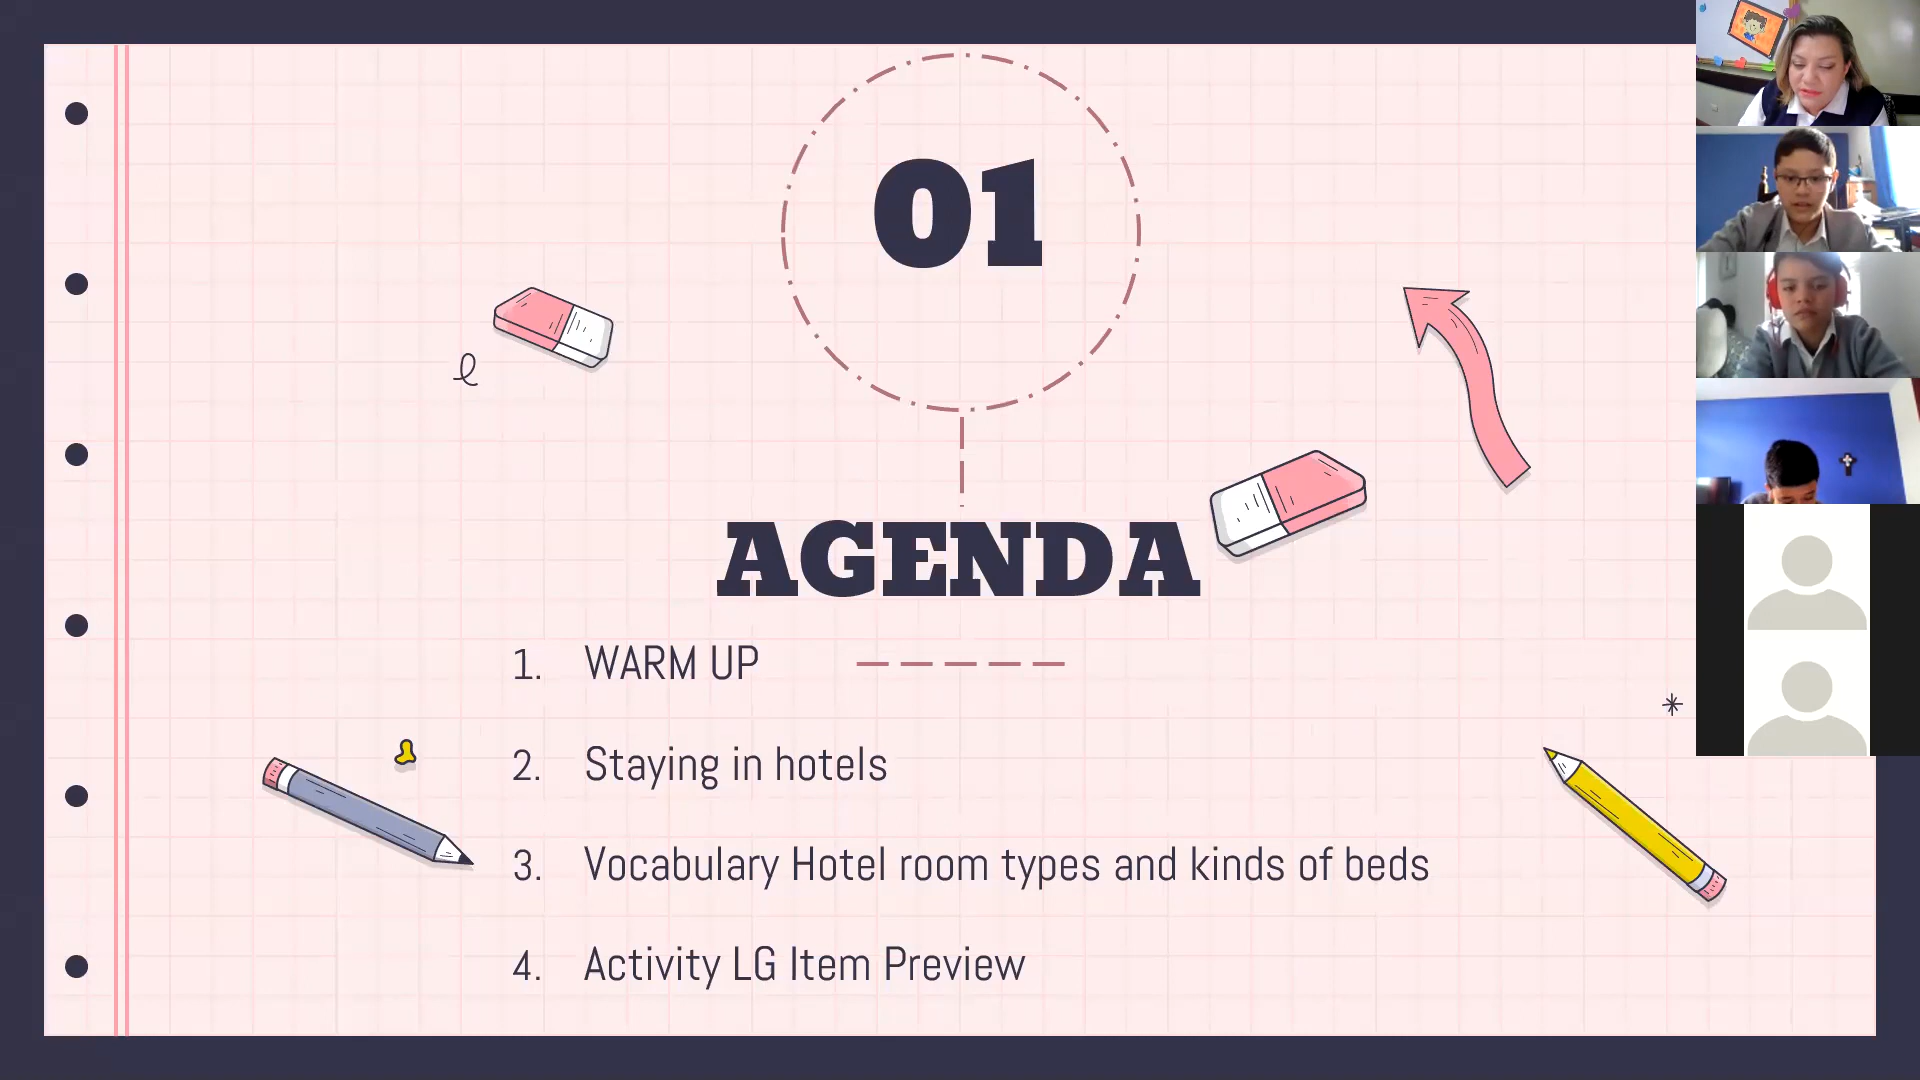 01
AGENDA
1. WARM UP
2. Staying in hotels
3. Vocabulary Hotel room types and kinds of beds
4. Activity LG Item Preview